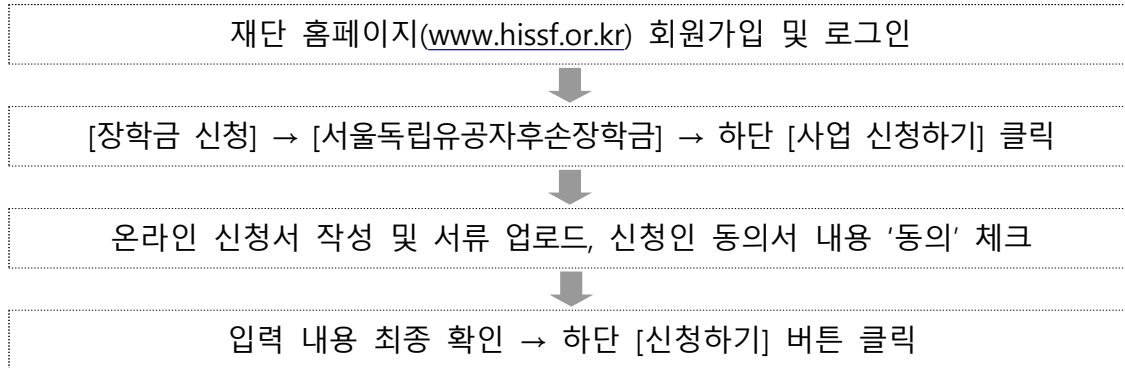 재단 홈페이지(www.hissf.or.kr) 회원가입 및 로그인
[장학금 신청] → [서울독립유공자후손장학금] → 하단 [사업 신청하기] 클릭
온라인 신청서 작성 및 서류 업로드, 신청인 동의서 내용 ‘동의’ 체크
입력 내용 최종 확인 → 하단 [신청하기] 버튼 클릭